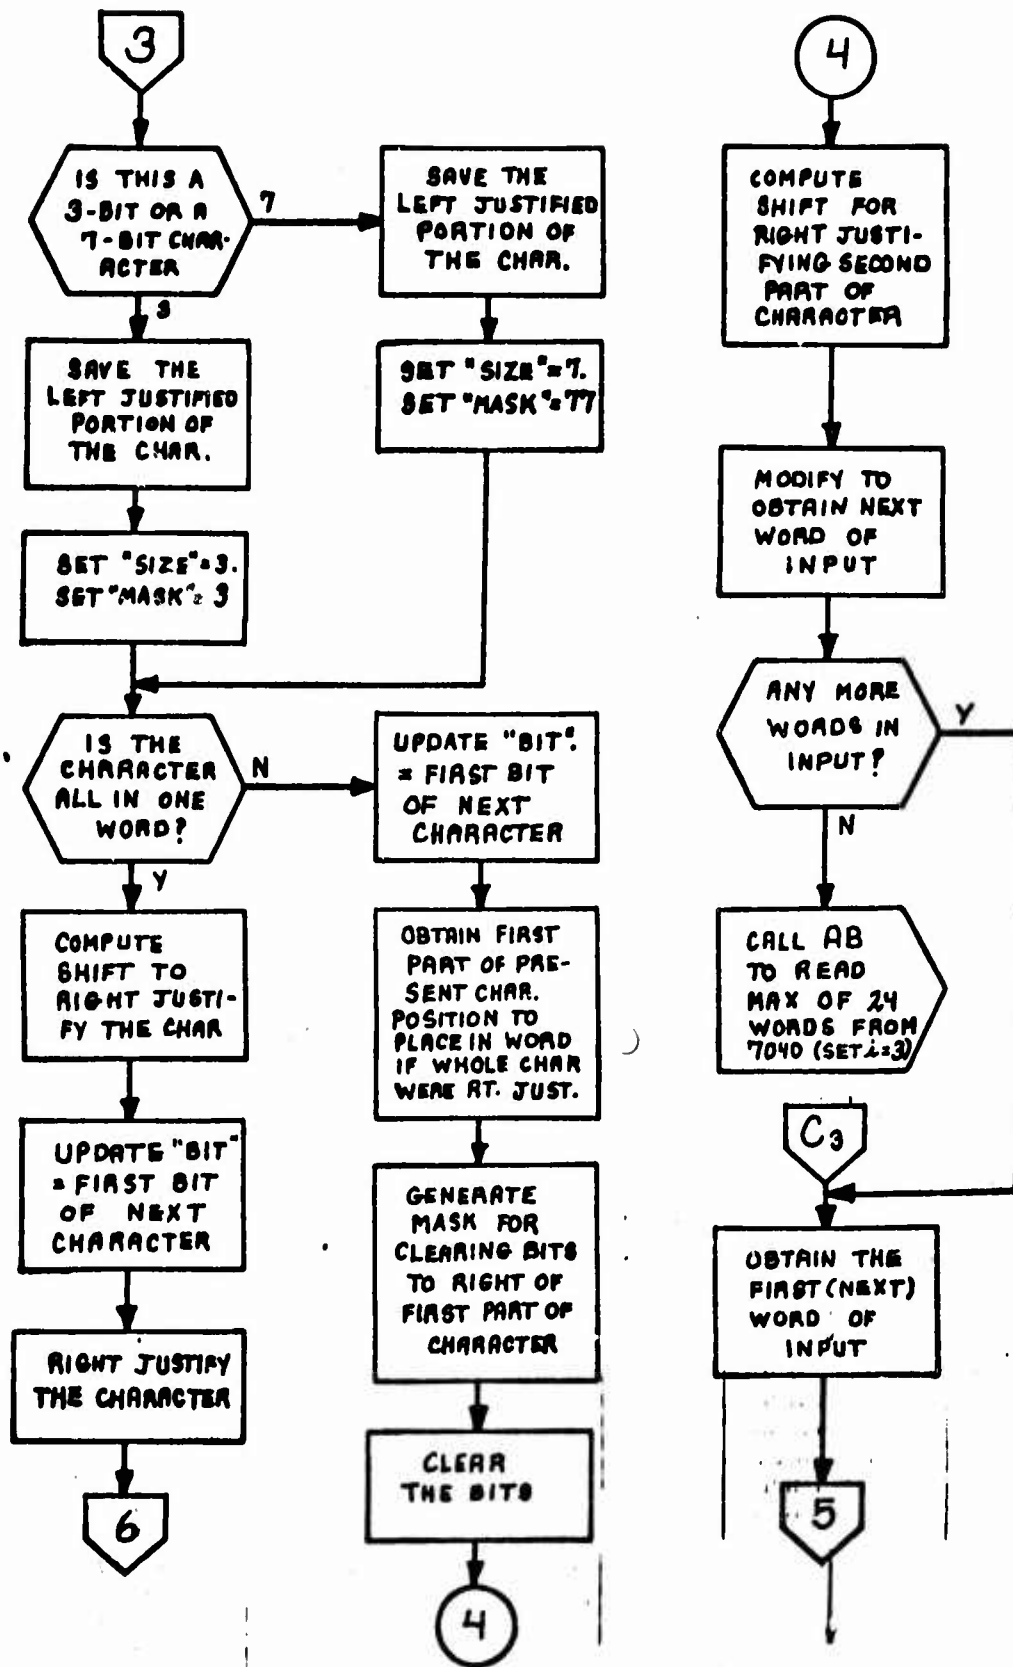 3
IS THIS A
3-BIT OR A
7-BIT CHAR-
ACTER
7
3
SAVE THE
LEFT JUSTIFIED
PORTION OF
THE CHAR.
SET "SIZE"=7.
SET "MASK"=77
SAVE THE
LEFT JUSTIFIED
PORTION OF
THE CHAR.
SET "SIZE"=3.
SET "MASK"=3
IS THE
CHARACTER
ALL IN ONE
WORD?
N
Y
COMPUTE
SHIFT TO
RIGHT JUSTI-
FY THE CHAR
UPDATE "BIT"
= FIRST BIT
OF NEXT
CHARACTER
RIGHT JUSTIFY
THE CHARACTER
6
UPDATE "BIT".
= FIRST BIT
OF NEXT
CHARACTER
OBTAIN FIRST
PART OF PRE-
SENT CHAR.
POSITION TO
PLACE IN WORD
IF WHOLE CHAR
WERE RT. JUST.
GENERATE
MASK FOR
CLEARING BITS
TO RIGHT OF
FIRST PART OF
CHARACTER
CLEAR
THE BITS
4
4
COMPUTE
SHIFT FOR
RIGHT JUSTI-
FYING SECOND
PART OF
CHARACTER
MODIFY TO
OBTAIN NEXT
WORD OF
INPUT
ANY MORE
WORDS IN
INPUT?
Y
N
CALL AB
TO READ
MAX OF 24
WORDS FROM
7040 (SET i=3)
C3
OBTAIN THE
FIRST (NEXT)
WORD OF
INPUT
5